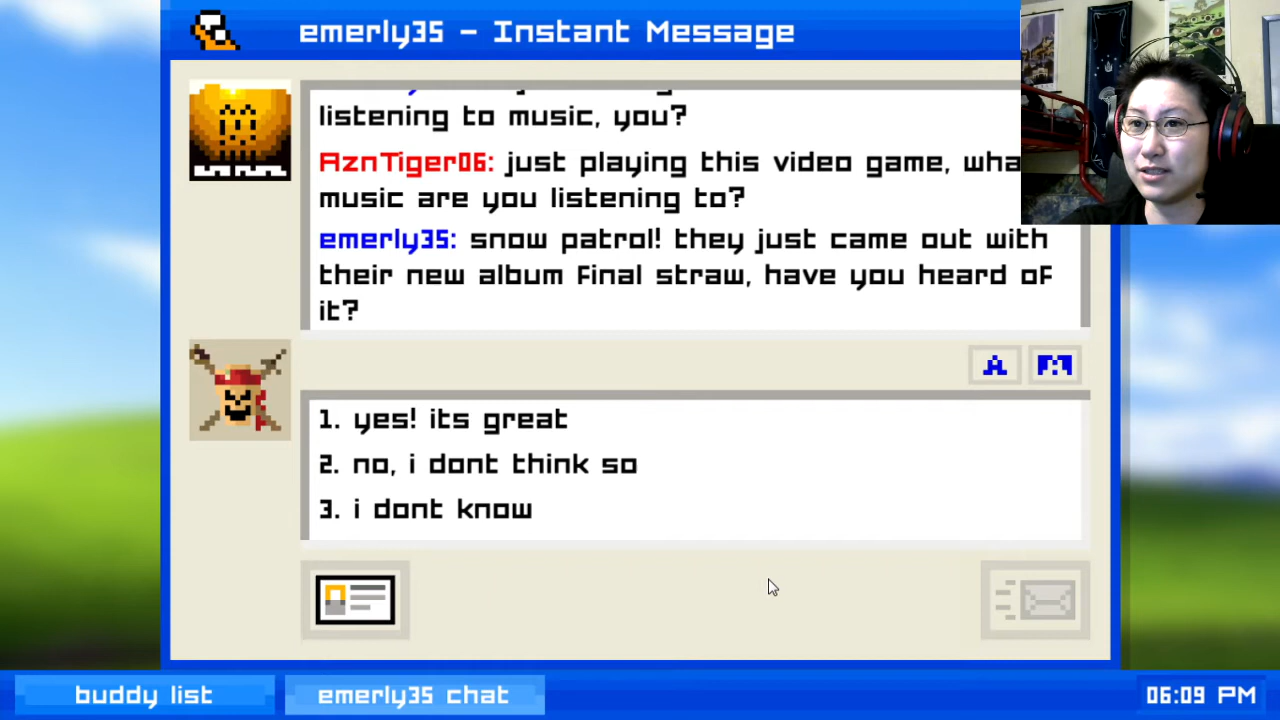 emerly35 - Instant Message
listening to music, you?
AznTiger06: just playing this video game,
music are you listening to?
emerly35: snow patrol! they just came out with
their new album final straw, have you heard of
it?
A
1. yes! its great
2. no, i dont think so
3. i dont know
buddy list
emerly35 chat
06:09 PM